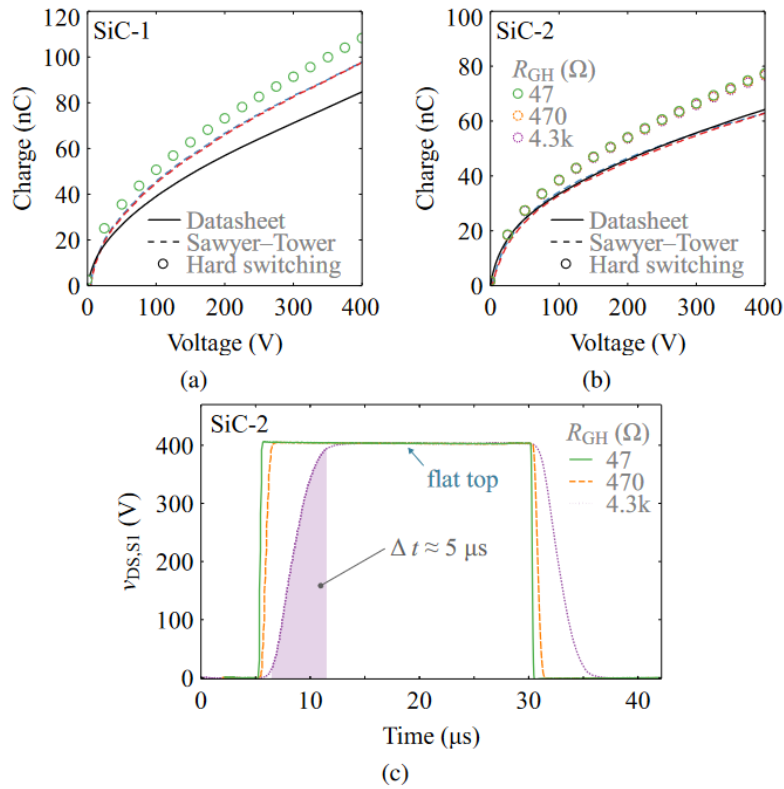 SiC-1
120
100
80
60
40
20
0
Charge (nC)
Datasheet
Sawyer–Tower
Hard switching
0 100 200 300 400
Voltage (V)
(a)
SiC-2
100
80
60
40
20
0
Charge (nC)
R_GH (Ω)
47
470
4.3k
Datasheet
Sawyer–Tower
Hard switching
0 100 200 300 400
Voltage (V)
(b)
SiC-2
400
300
200
100
0
v_DS,S1 (V)
R_GH (Ω)
47
470
4.3k
flat top
Δ t ≈ 5 μs
0 10 20 30 40
Time (μs)
(c)